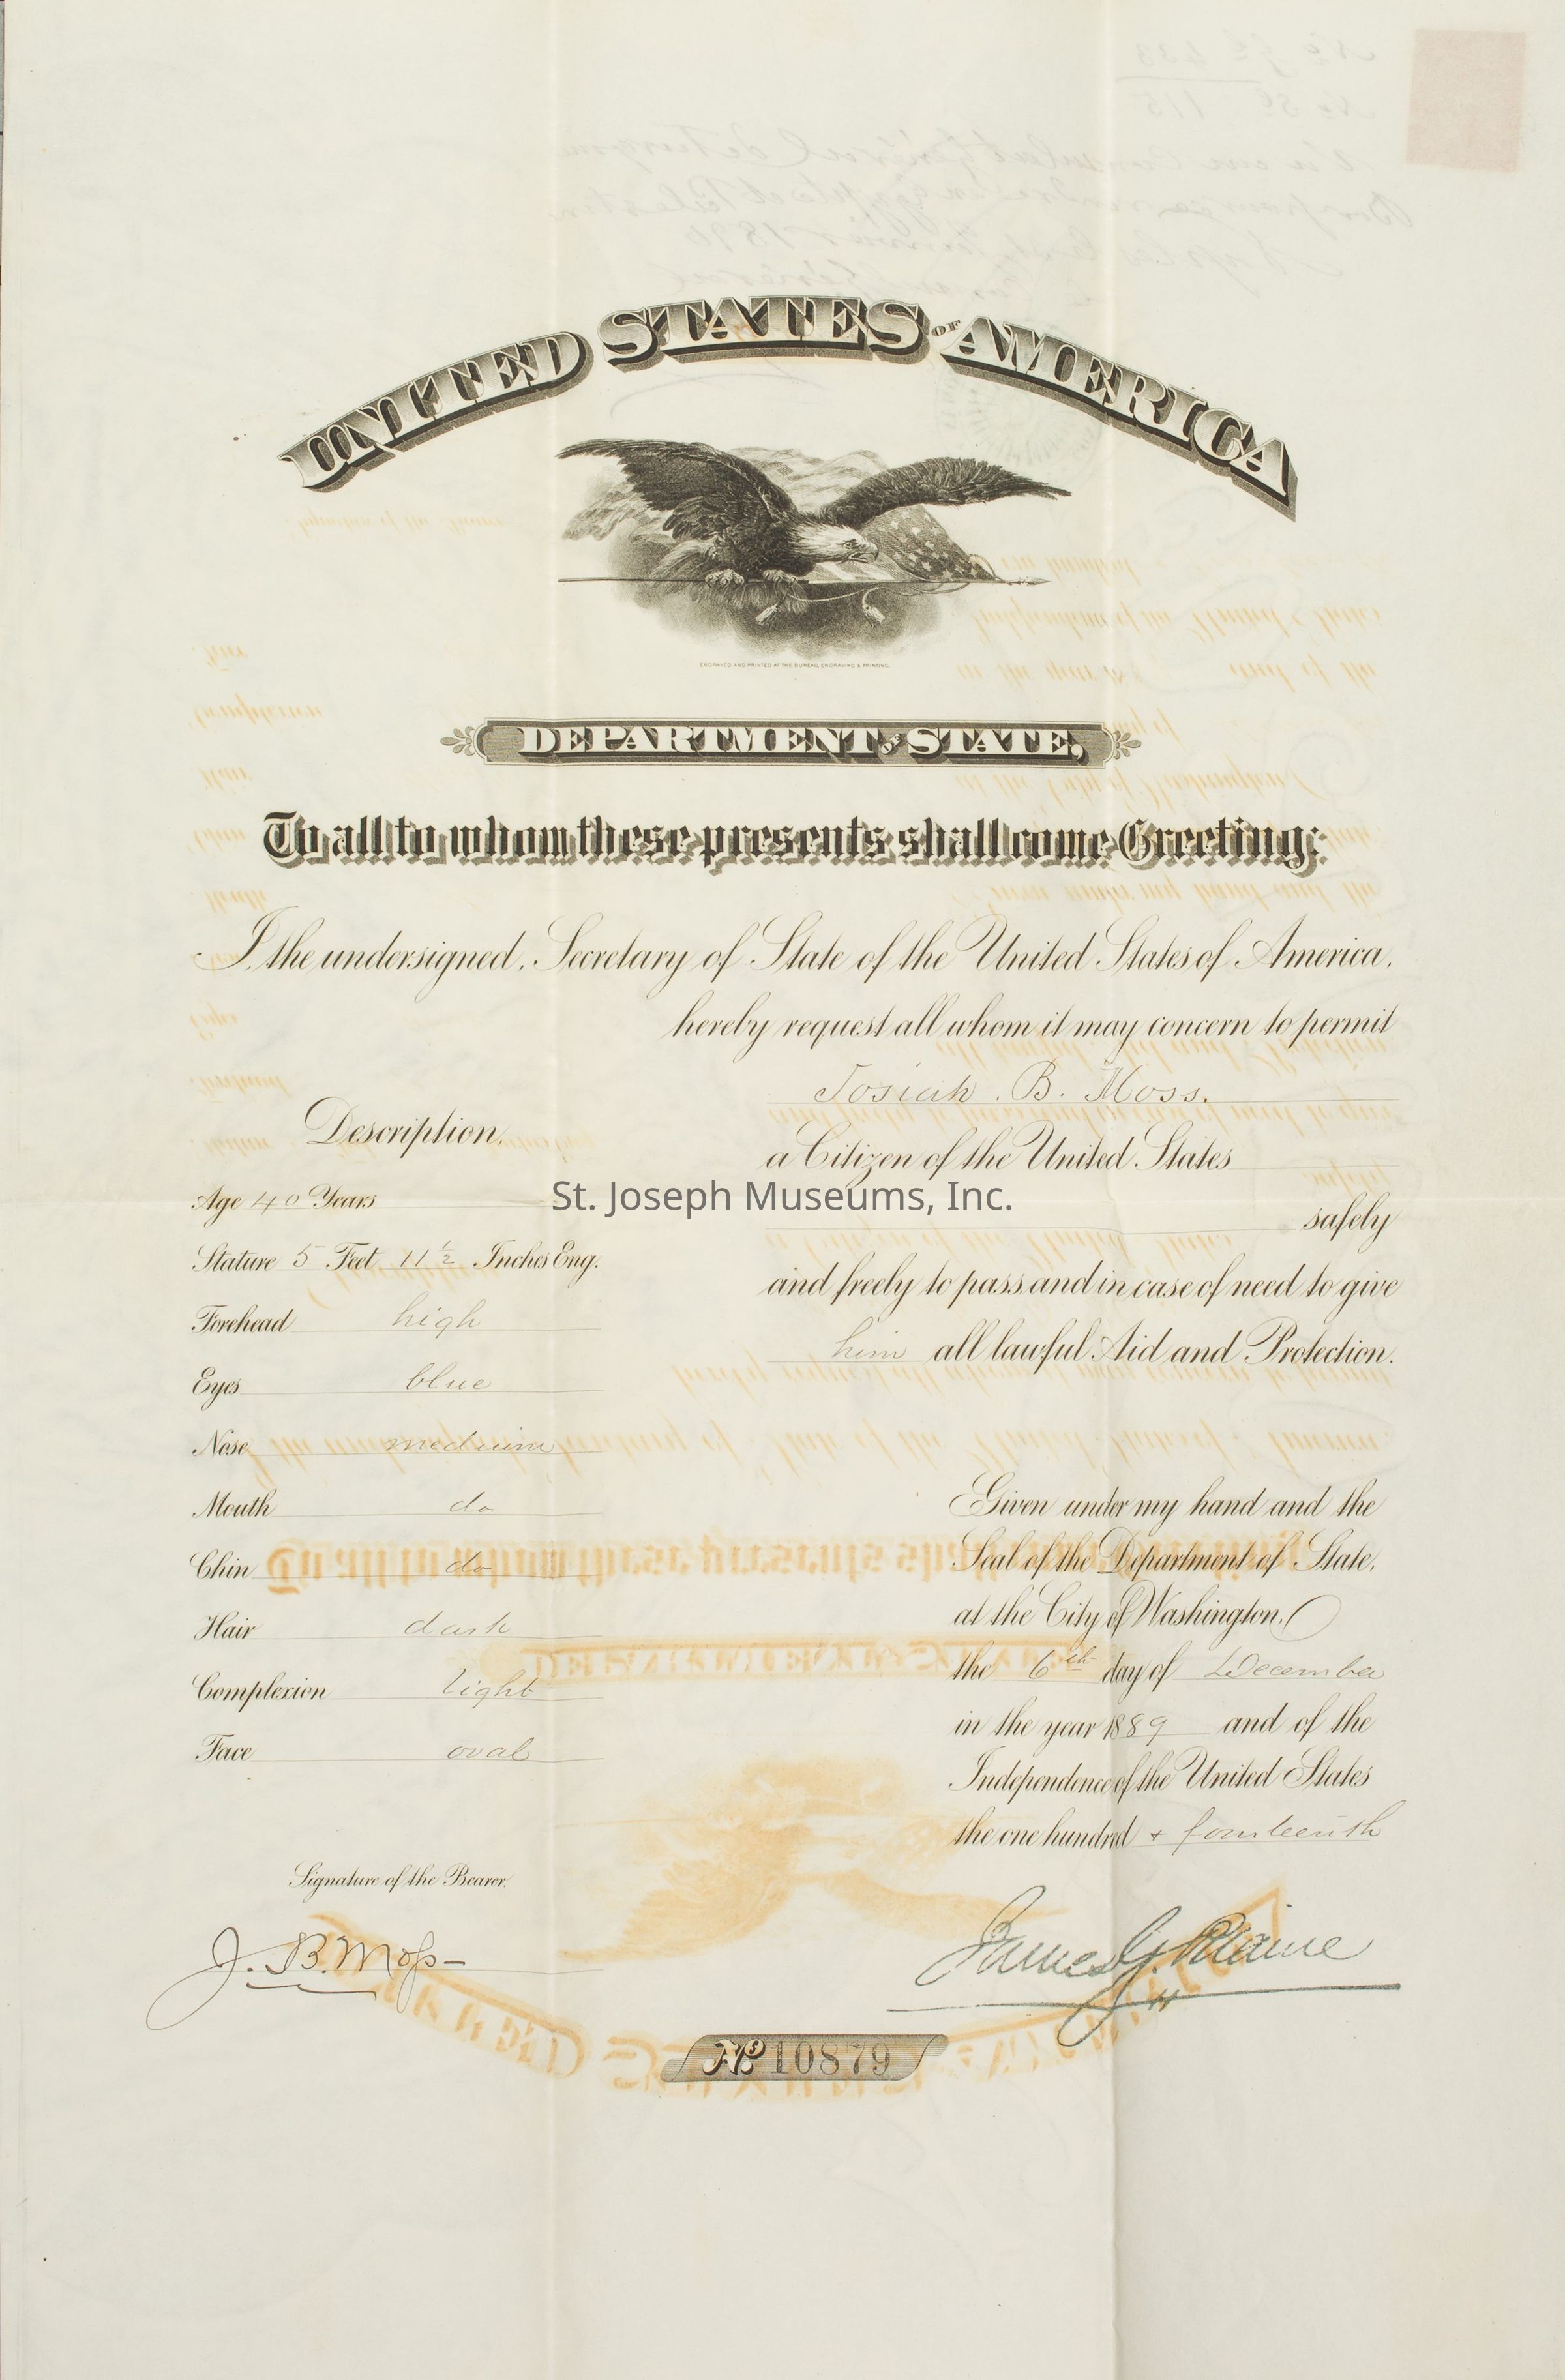 UNITED STATES OF AMERICA
ENGRAVED AND PRINTED AT THE BUREAU, ENGRAVING & PRINTING.
DEPARTMENT OF STATE,
To all to whom these presents shall come Greeting:
I, the undersigned, Secretary of State of the United States of America,
hereby request all whom it may concern to permit
Josiah . B. Moss.
a Citizen of the United States
safely
and freely to pass and in case of need to give
him all lawful Aid and Protection.
Description.
Age 40 Years
Stature 5 Feet 11 ½ Inches Eng.
Forehead high
Eyes blue
Nose medium
Mouth do
Chin do
Hair dark
Complexion light
Face oval
Signature of the Bearer.
J. B. Moss
St. Joseph Museums, Inc.
Given under my hand and the
Seal of the Department of State,
at the City of Washington,
the 6th day of December
in the year 1889 and of the
Independence of the United States
the one hundred + fourteenth
James G. Blaine
No. 10879